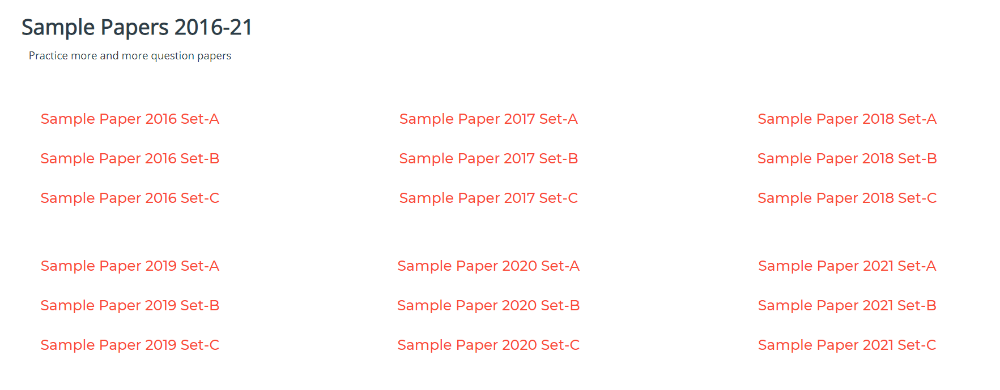 Sample Papers 2016-21
Practice more and more question papers
Sample Paper 2016 Set-A
Sample Paper 2017 Set-A
Sample Paper 2018 Set-A
Sample Paper 2016 Set-B
Sample Paper 2017 Set-B
Sample Paper 2018 Set-B
Sample Paper 2016 Set-C
Sample Paper 2017 Set-C
Sample Paper 2018 Set-C
Sample Paper 2019 Set-A
Sample Paper 2020 Set-A
Sample Paper 2021 Set-A
Sample Paper 2019 Set-B
Sample Paper 2020 Set-B
Sample Paper 2021 Set-B
Sample Paper 2019 Set-C
Sample Paper 2020 Set-C
Sample Paper 2021 Set-C